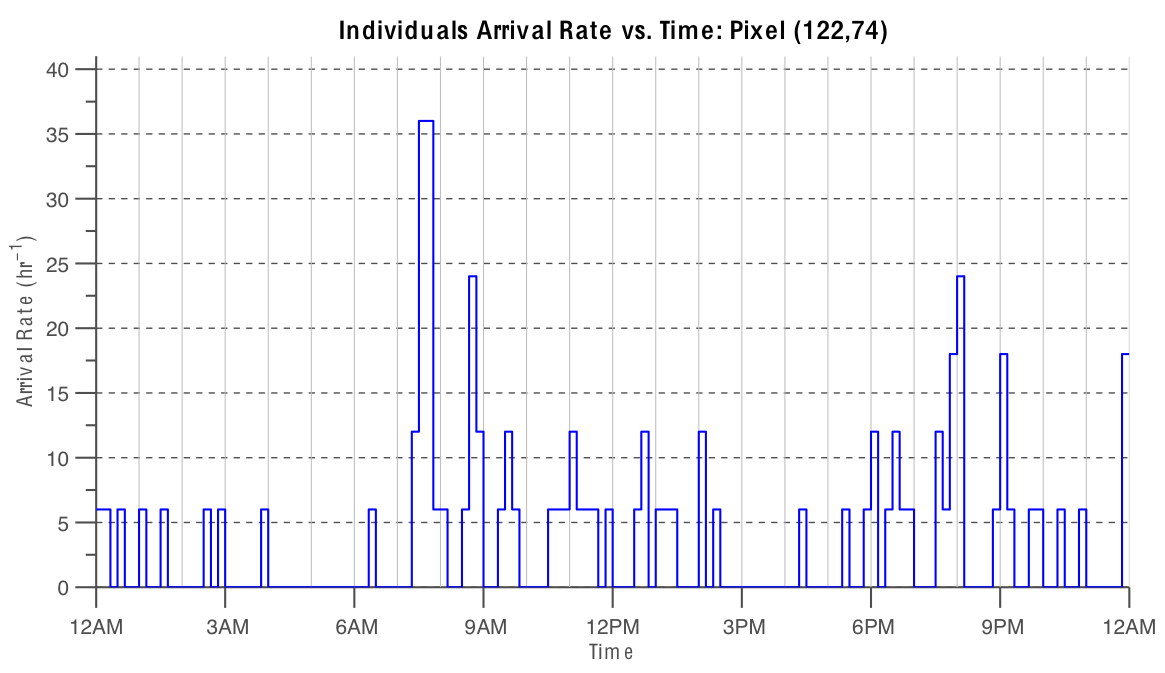 Individuals Arrival Rate vs. Time: Pixel (122,74)
40
35
30
25
20
15
10
5
0
Arrival Rate (hr⁻¹)
12AM 3AM 6AM 9AM 12PM 3PM 6PM 9PM 12AM
Time